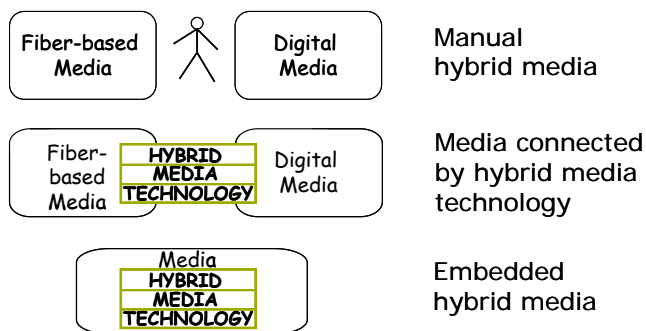 Fiber-based
Media
Digital
Media
Manual
hybrid media
Fiber-
based
Media
HYBRID
MEDIA
TECHNOLOGY
Digital
Media
Media connected
by hybrid media
technology
Media
HYBRID
MEDIA
TECHNOLOGY
Embedded
hybrid media